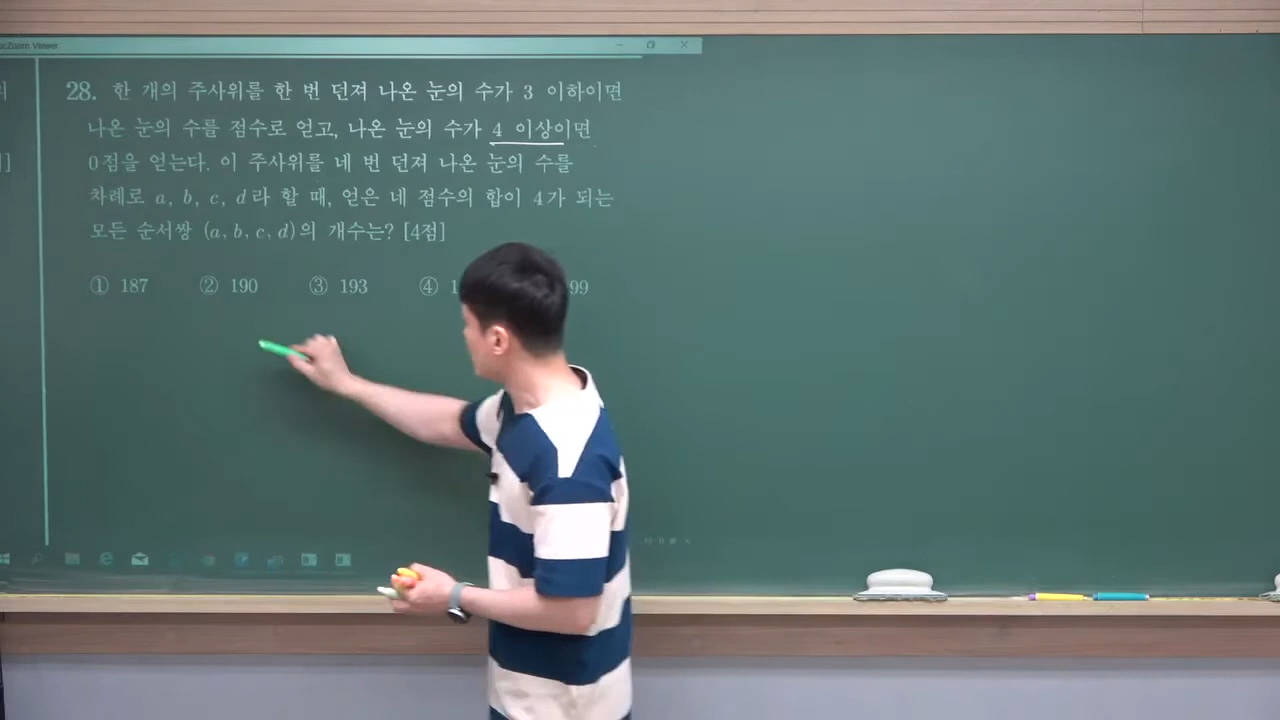 Zoom Viewer
28. 한 개의 주사위를 한 번 던져 나온 눈의 수가 3 이하이면
나온 눈의 수를 점수로 얻고, 나온 눈의 수가 4 이상이면
0점을 얻는다. 이 주사위를 네 번 던져 나온 눈의 수를
차례로 a, b, c, d라 할 때, 얻은 네 점수의 합이 4가 되는
모든 순서쌍 (a, b, c, d)의 개수는? [4점]
① 187 ② 190 ③ 193 ④ 1 99